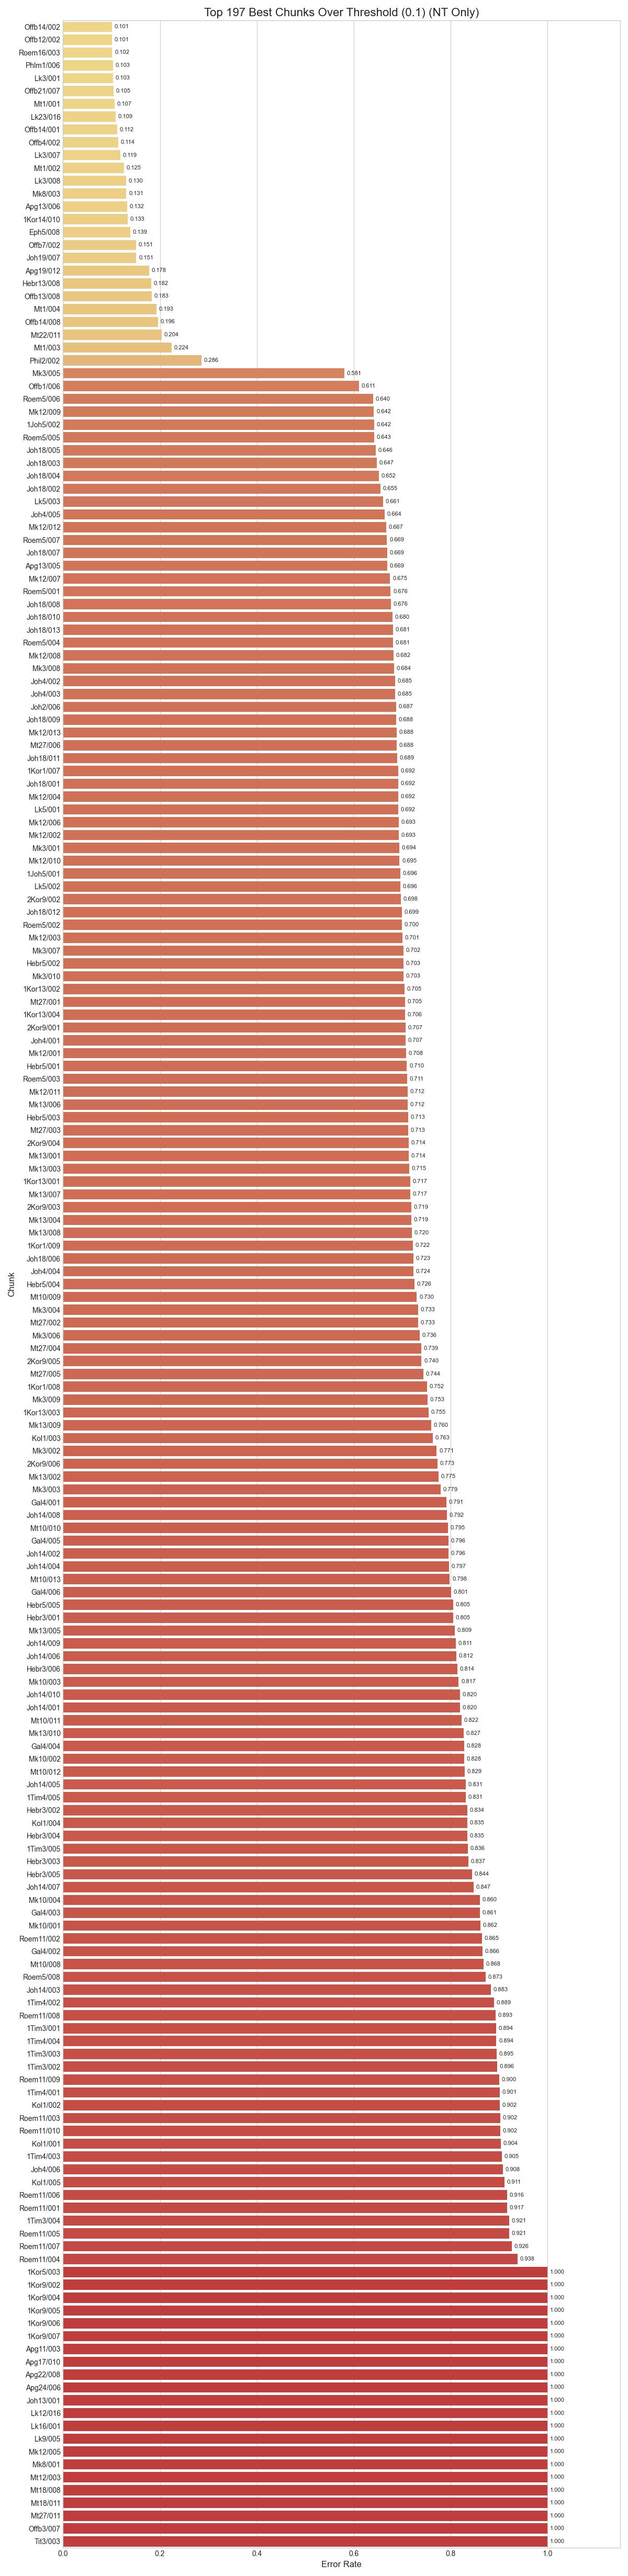 Top 197 Best Chunks Over Threshold (0.1) (NT Only)
Offb14/002 0.101
Offb12/002 0.101
Roem16/003 0.102
Phlm1/006 0.103
Lk3/001 0.103
Offb21/007 0.105
Mt1/001 0.107
Lk23/016 0.109
Offb14/001 0.112
Offb4/002 0.114
Lk3/007 0.119
Mt1/002 0.125
Lk3/008 0.130
Mk8/003 0.131
Apg13/006 0.132
1Kor14/010 0.133
Eph5/008 0.139
Offb7/002 0.151
Joh19/007 0.151
Apg19/012 0.178
Hebr13/008 0.182
Offb13/008 0.183
Mt1/004 0.193
Offb14/008 0.196
Mt22/011 0.204
Mt1/003 0.224
Phil2/002 0.286
Mk3/005 0.581
Offb1/006 0.611
Roem5/006 0.640
Mk12/009 0.642
1Joh5/002 0.642
Roem5/005 0.643
Joh18/005 0.646
Joh18/003 0.647
Joh18/004 0.652
Joh18/002 0.655
Lk5/003 0.661
Joh4/005 0.664
Mk12/012 0.667
Roem5/007 0.669
Joh18/007 0.669
Apg13/005 0.669
Mk12/007 0.675
Roem5/001 0.676
Joh18/008 0.676
Joh18/010 0.680
Joh18/013 0.681
Roem5/004 0.681
Mk12/008 0.682
Mk3/008 0.684
Joh4/002 0.685
Joh4/003 0.685
Joh2/006 0.687
Joh18/009 0.688
Mk12/013 0.688
Mt27/006 0.688
Joh18/011 0.689
1Kor1/007 0.692
Joh18/001 0.692
Mk12/004 0.692
Lk5/001 0.692
Mk12/006 0.693
Mk12/002 0.693
Mk3/001 0.694
Mk12/010 0.695
1Joh5/001 0.696
Lk5/002 0.696
2Kor9/002 0.698
Joh18/012 0.699
Roem5/002 0.700
Mk12/003 0.701
Mk3/007 0.702
Hebr5/002 0.703
Mk3/010 0.703
1Kor13/002 0.705
Mt27/001 0.705
1Kor13/004 0.706
2Kor9/001 0.707
Joh4/001 0.707
Mk12/001 0.708
Hebr5/001 0.710
Roem5/003 0.711
Mk12/011 0.712
Mk13/006 0.712
Hebr5/003 0.713
Mt27/003 0.713
2Kor9/004 0.714
Mk13/001 0.714
Mk13/003 0.715
1Kor13/001 0.717
Mk13/007 0.717
2Kor9/003 0.719
Mk13/004 0.719
Mk13/008 0.720
1Kor1/009 0.722
Joh18/006 0.723
Joh4/004 0.724
Hebr5/004 0.726
Mt10/009 0.730
Mk3/004 0.733
Mt27/002 0.733
Mk3/006 0.736
Mt27/004 0.739
2Kor9/005 0.740
Mt27/005 0.744
1Kor1/008 0.752
Mk3/009 0.753
1Kor13/003 0.755
Mk13/009 0.760
Kol1/003 0.763
Mk3/002 0.771
2Kor9/006 0.773
Mk13/002 0.775
Mk3/003 0.779
Gal4/001 0.791
Joh14/008 0.792
Mt10/010 0.795
Gal4/005 0.796
Joh14/002 0.796
Joh14/004 0.797
Mt10/013 0.798
Gal4/006 0.801
Hebr5/005 0.805
Hebr3/001 0.805
Mk13/005 0.809
Joh14/009 0.811
Joh14/006 0.812
Hebr3/006 0.814
Mk10/003 0.817
Joh14/010 0.820
Joh14/001 0.820
Mt10/011 0.822
Mk13/010 0.827
Gal4/004 0.828
Mk10/002 0.828
Mt10/012 0.829
Joh14/005 0.831
1Tim4/005 0.831
Hebr3/002 0.834
Kol1/004 0.835
Hebr3/004 0.835
1Tim3/005 0.836
Hebr3/003 0.837
Hebr3/005 0.844
Joh14/007 0.847
Mk10/004 0.860
Gal4/003 0.861
Mk10/001 0.862
Roem11/002 0.865
Gal4/002 0.866
Mt10/008 0.868
Roem5/008 0.873
Joh14/003 0.883
1Tim4/002 0.889
Roem11/008 0.893
1Tim3/001 0.894
1Tim4/004 0.894
1Tim3/003 0.895
1Tim3/002 0.896
Roem11/009 0.900
1Tim4/001 0.901
Kol1/002 0.902
Roem11/003 0.902
Roem11/010 0.902
Kol1/001 0.904
1Tim4/003 0.905
Joh4/006 0.908
Kol1/005 0.911
Roem11/006 0.916
Roem11/001 0.917
1Tim3/004 0.921
Roem11/005 0.921
Roem11/007 0.926
Roem11/004 0.938
1Kor5/003 1.000
1Kor9/002 1.000
1Kor9/004 1.000
1Kor9/005 1.000
1Kor9/006 1.000
1Kor9/007 1.000
Apg11/003 1.000
Apg17/010 1.000
Apg22/008 1.000
Apg24/006 1.000
Joh13/001 1.000
Lk12/016 1.000
Lk16/001 1.000
Lk9/005 1.000
Mk12/005 1.000
Mk8/001 1.000
Mt12/003 1.000
Mt18/008 1.000
Mt18/011 1.000
Mt27/011 1.000
Offb3/007 1.000
Tit3/003 1.000
Chunk
0.0 0.2 0.4 0.6 0.8 1.0
Error Rate